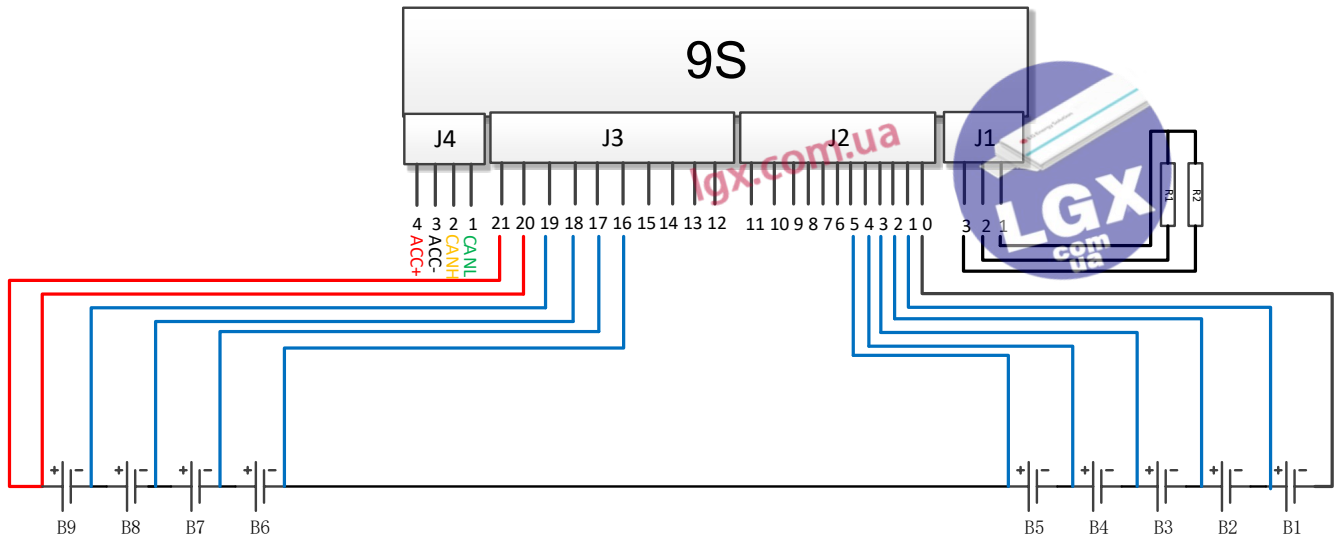 9S
J4
J3
J2
J1
lgx.com.ua
LGX
com
ua
R1
R2
4 3 2 1
21 20 19 18 17 16 15 14 13 12
11 10 9 8 7 6 5 4 3 2 1 0
3 2 1
ACC+
ACC-
CANH
CANL
+ - + - + - + -
+ - + - + - + - + -
B9 B8 B7 B6
B5 B4 B3 B2 B1